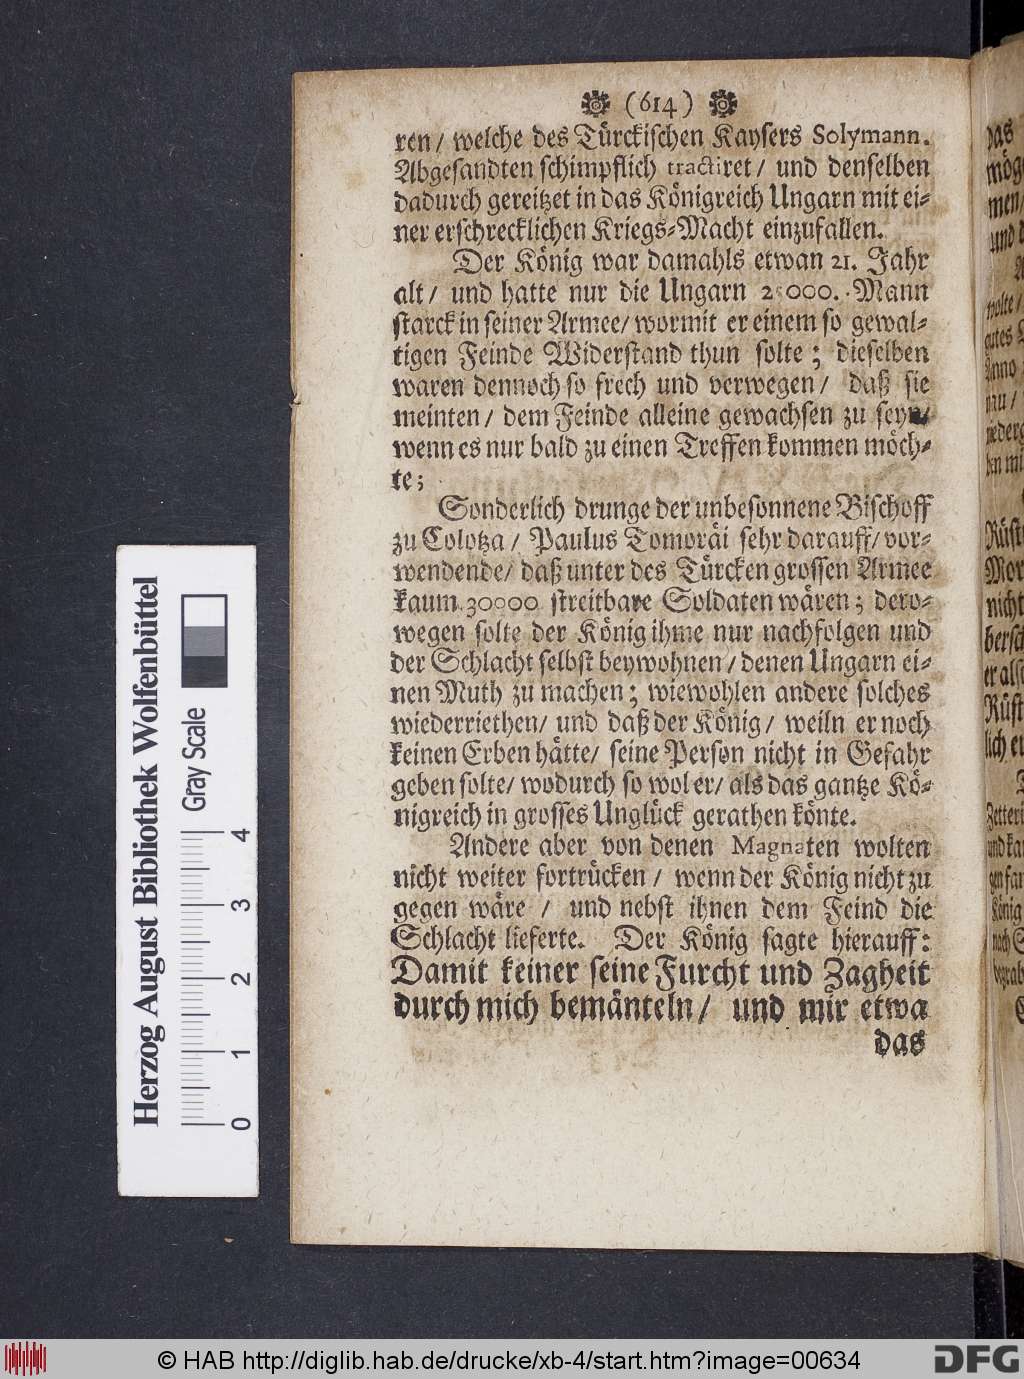 (614)
ren/ welche des Türckischen Kaysers Solymann.
Abgesandten schimpflich tractiret/ und denselben
dadurch gereitzet in das Königreich Ungarn mit ei-
ner erschrecklichen Kriegs-Macht einzufallen.
Der König war damahls etwan 21. Jahr
alt/ und hatte nur die Ungarn 25000. Mann
starck in seiner Armee/ wormit er einem so gewal-
tigen Feinde Widerstand thun solte; dieselben
waren dennoch so frech und verwegen/ daß sie
meinten/ dem Feinde alleine gewachsen zu seyn/
wenn es nur bald zu einen Treffen kommen möch-
te;
Sonderlich drunge der unbesonnene Bischoff
zu Colotza/ Paulus Tomoräi sehr darauff/ vor-
wendende/ daß unter des Türcken grossen Armee
kaum 30000 streitbare Soldaten wären; dero-
wegen solte der König ihme nur nachfolgen und
der Schlacht selbst beywohnen/ denen Ungarn ei-
nen Muth zu machen; wiewohlen andere solches
wiederriethen/ und daß der König/ weiln er noch
keinen Erben hätte/ seine Person nicht in Gefahr
geben solte/ wodurch so wol er/ als das gantze Kö-
nigreich in grosses Unglück gerathen könte.
Andere aber von denen Magnaten wolten
nicht weiter fortrücken/ wenn der König nicht zu
gegen wäre/ und nebst ihnen dem Feind die
Schlacht lieferte. Der König sagte hierauff:
Damit keiner seine Furcht und Zagheit
durch mich bemänteln/ und mir etwa
das
Herzog August Bibliothek Wolfenbüttel
Gray Scale
0 1 2 3 4
© HAB http://diglib.hab.de/drucke/xb-4/start.htm?image=00634
DFG